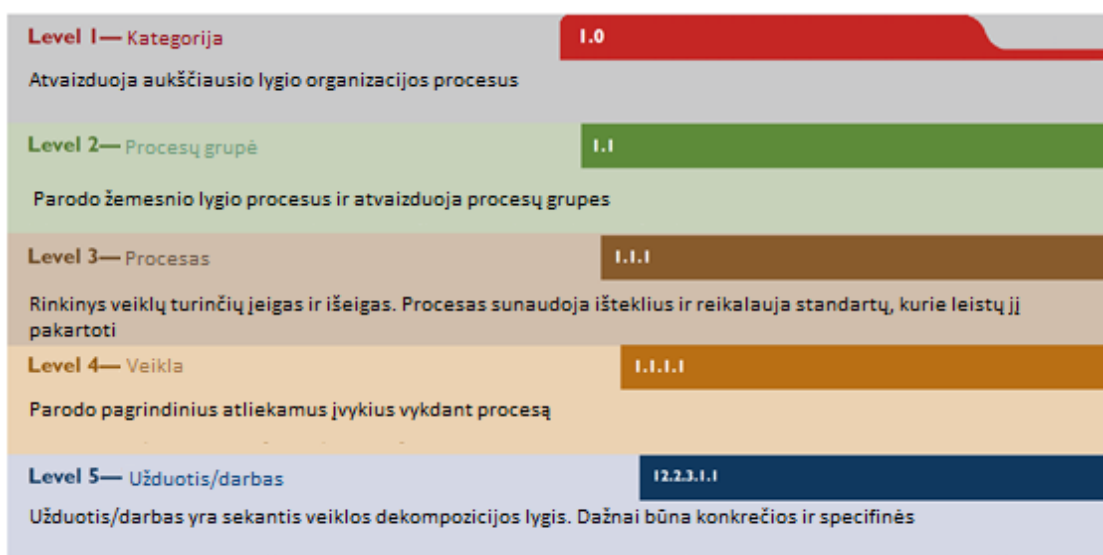 Level 1— Kategorija 1.0
Atvaizduoja aukščiausio lygio organizacijos procesus
Level 2— Procesų grupė 1.1
Parodo žemesnio lygio procesus ir atvaizduoja procesų grupes
Level 3— Procesas 1.1.1
Rinkinys veiklų turinčių įeigas ir išeigas. Procesas sunaudoja išteklius ir reikalauja standartų, kurie leistų jį
pakartoti
Level 4— Veikla 1.1.1.1
Parodo pagrindinius atliekamus įvykius vykdant procesą
Level 5— Užduotis/darbas 12.2.3.1.1
Užduotis/darbas yra sekantis veiklos dekompozicijos lygis. Dažnai būna konkrečios ir specifinės